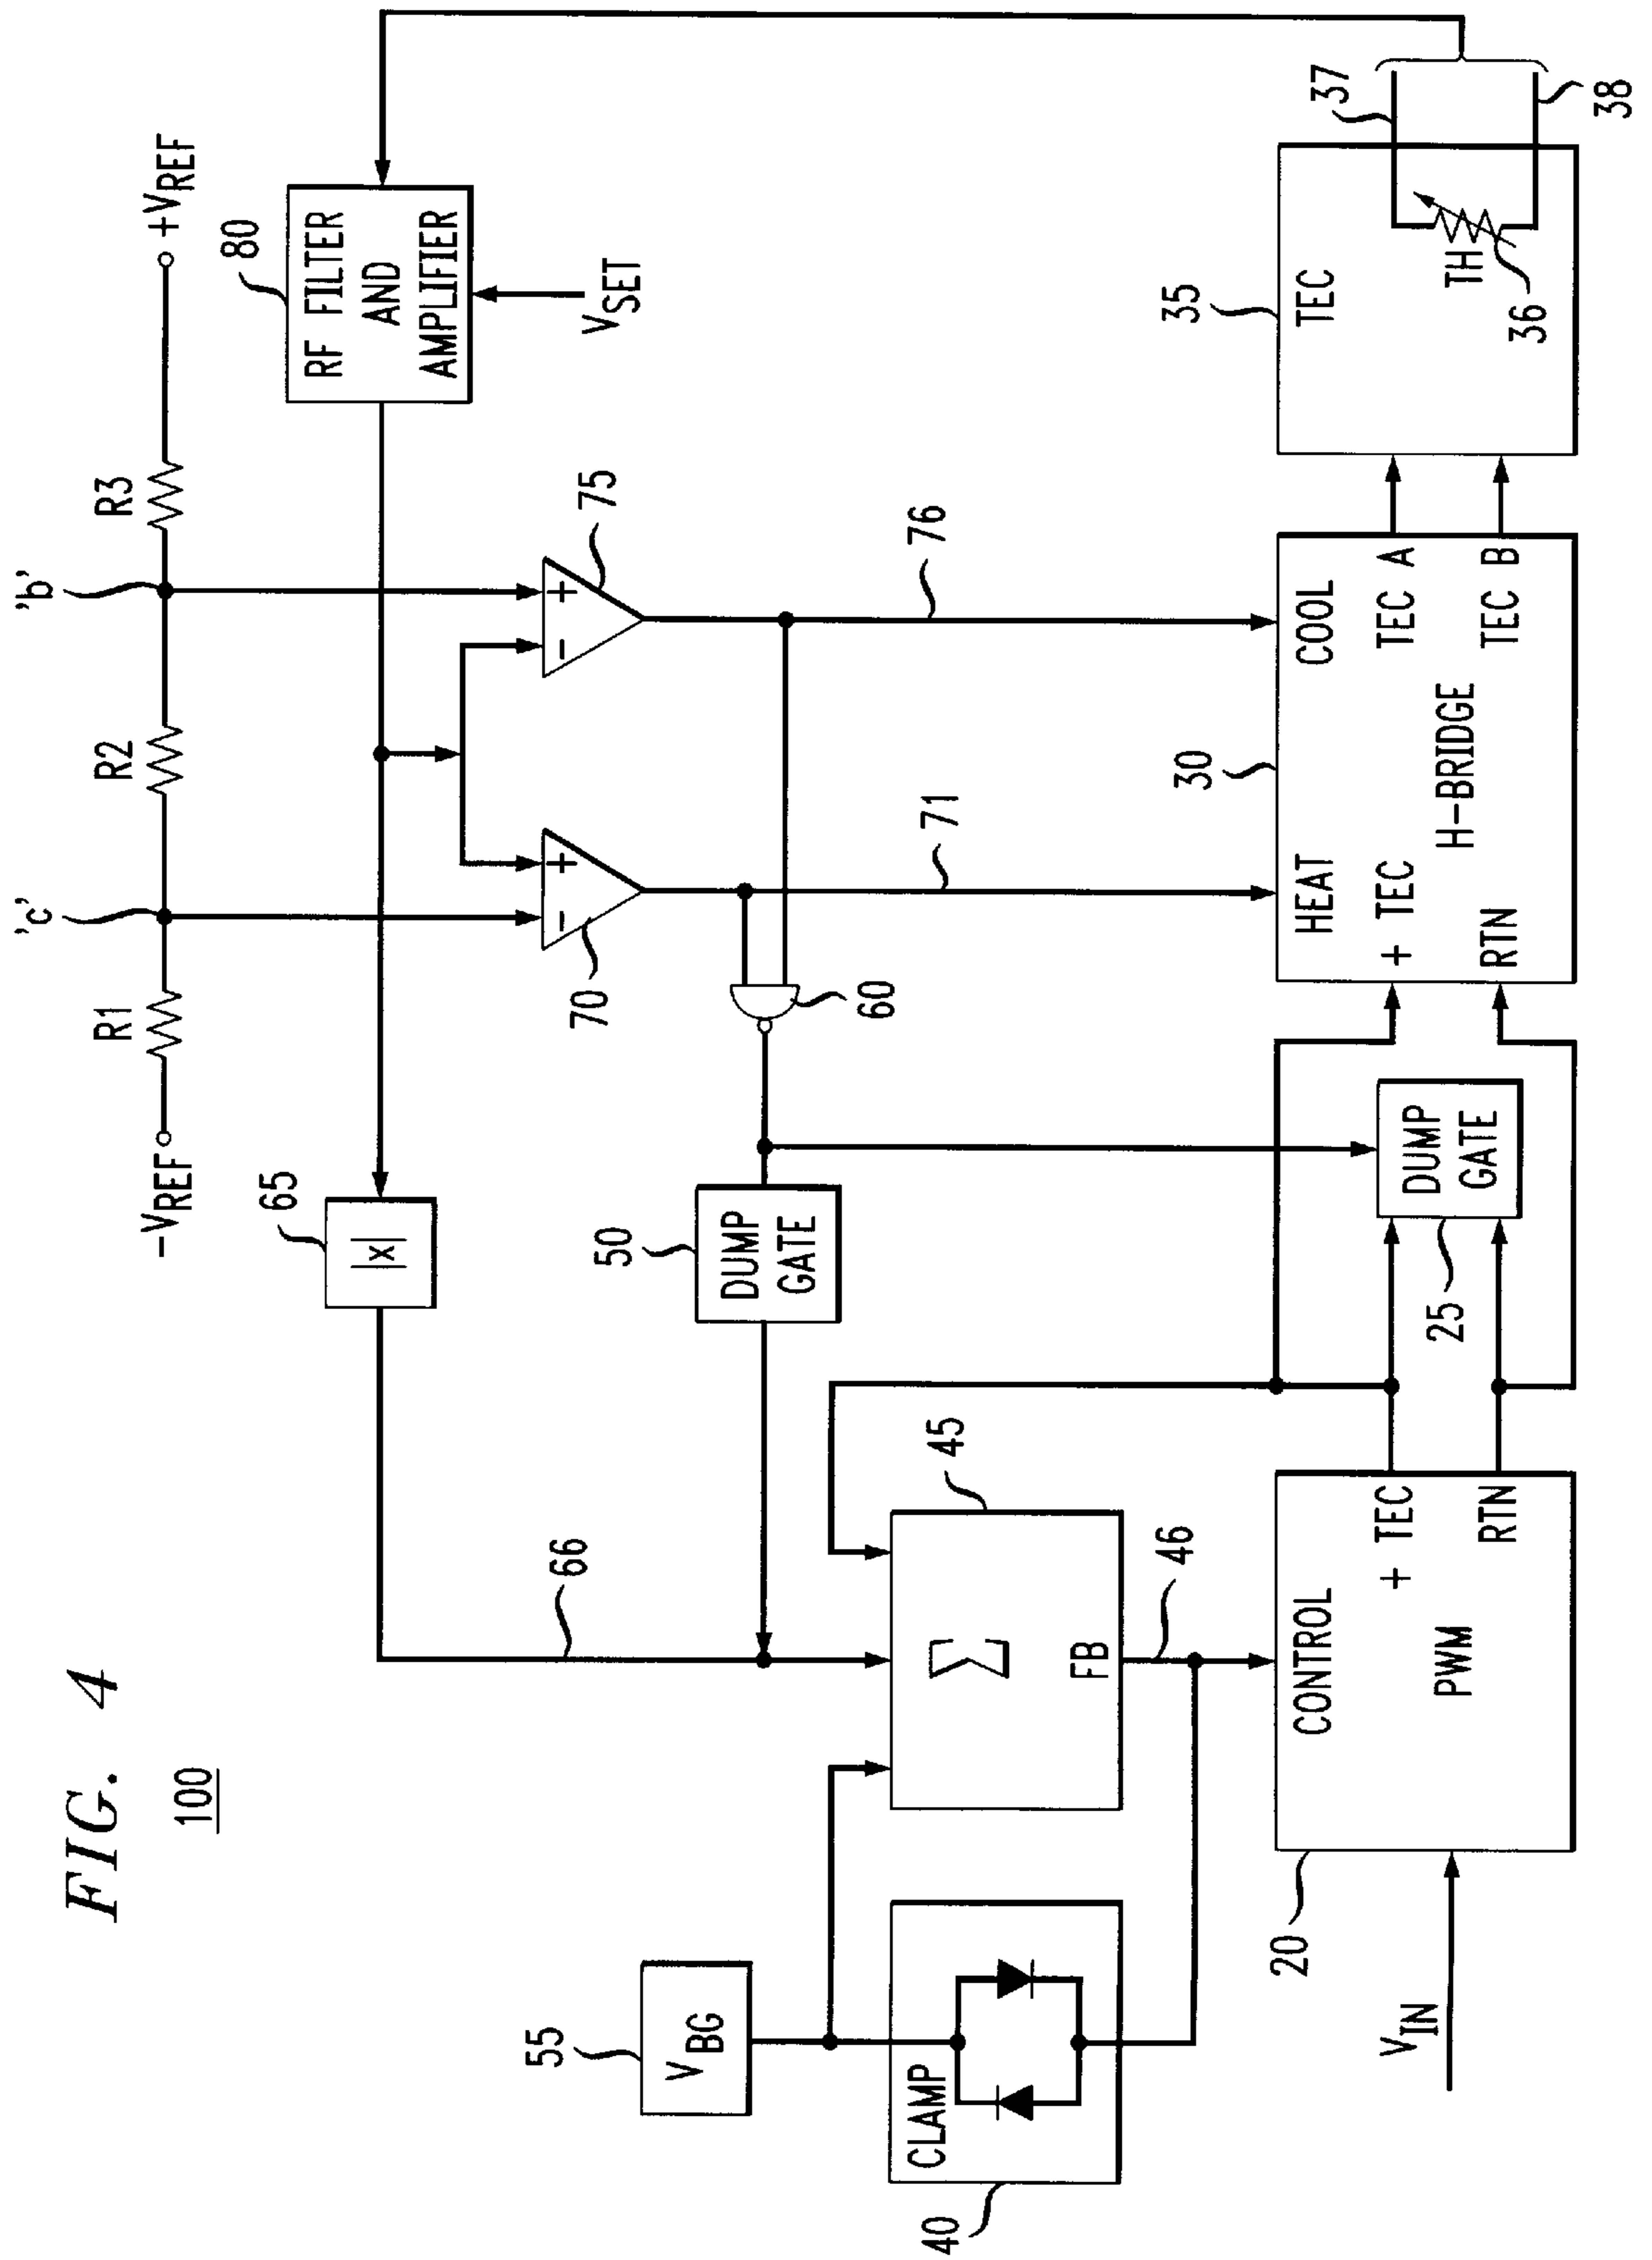 FIG. 4
100
-VREF
R1
'c'
R2
'b'
R3
+VREF
65
|x|
80
RF FILTER
AND
AMPLIFIER
VSET
66
50
DUMP
GATE
60
70
-
+
75
-
+
71
76
55
VBG
40
CLAMP
45
Σ
FB
46
20
VIN
CONTROL
+ TEC
PWM
RTN
25
DUMP
GATE
30
HEAT
COOL
+ TEC
TEC A
H-BRIDGE
RTN
TEC B
35
TEC
TH
36
37
38